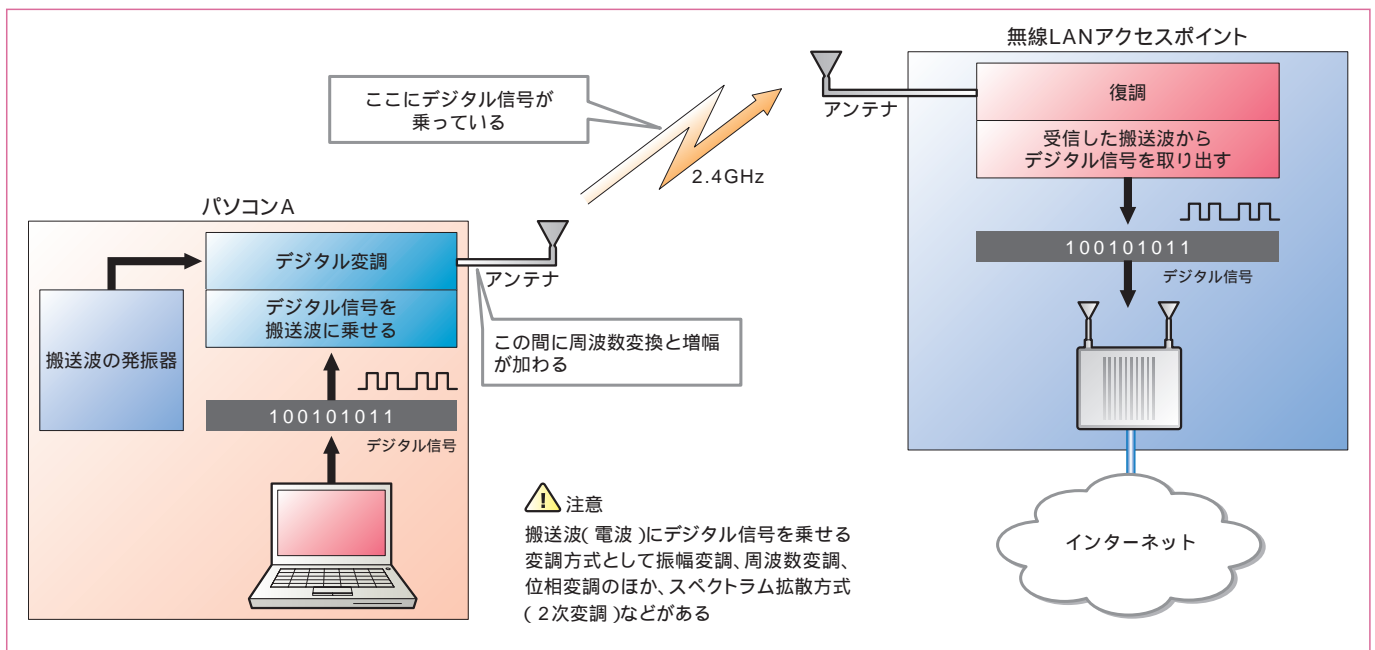 無線LANアクセスポイント
ここにデジタル信号が
乗っている
アンテナ
復調
受信した搬送波から
デジタル信号を取り出す
2.4GHz
100101011
デジタル信号
インターネット
パソコンA
デジタル変調
デジタル信号を
搬送波に乗せる
アンテナ
この間に周波数変換と増幅
が加わる
搬送波の発振器
100101011
デジタル信号
注意
搬送波(電波)にデジタル信号を乗せる
変調方式として振幅変調、周波数変調、
位相変調のほか、スペクトラム拡散方式
(2次変調)などがある